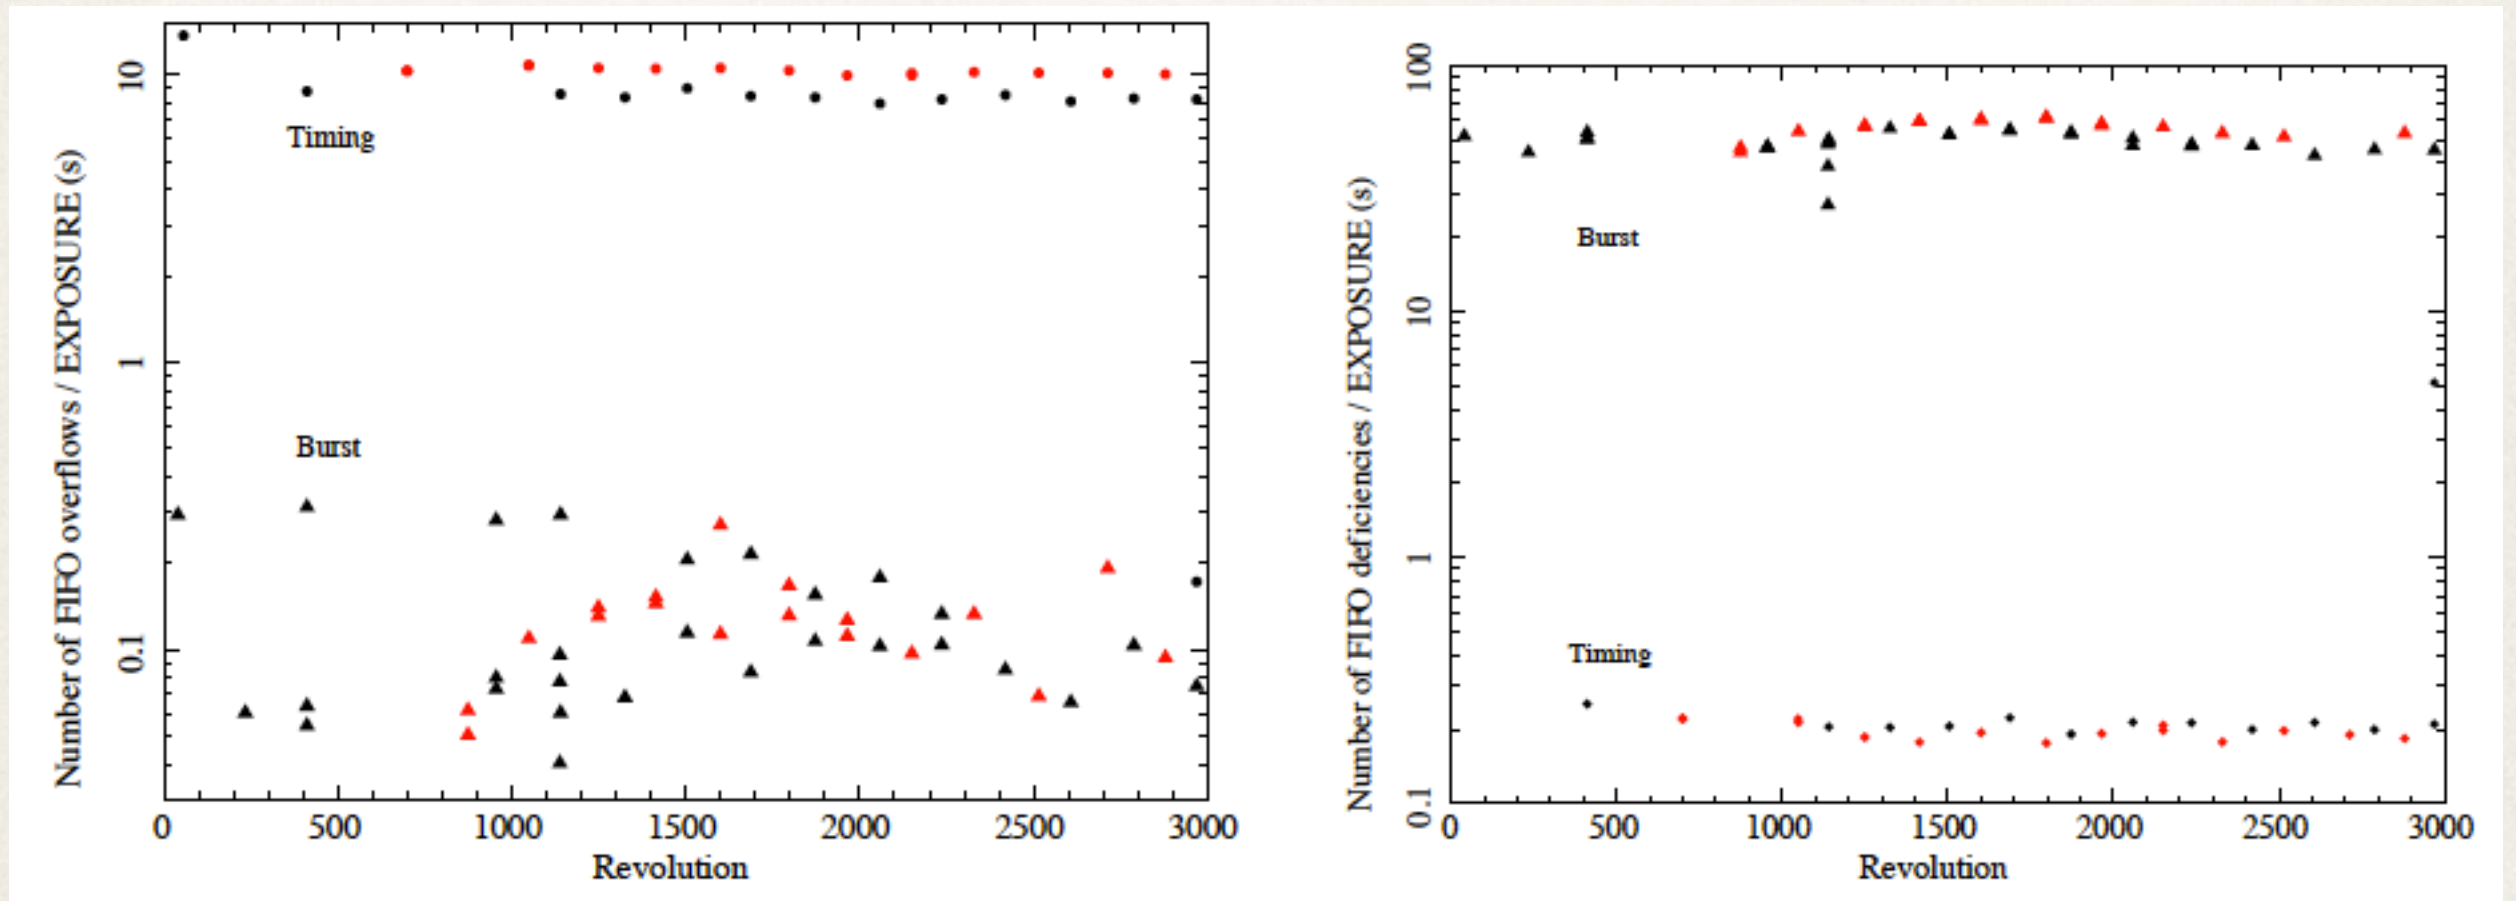 Number of FIFO overflows / EXPOSURE (s)
10
1
0.1
Timing
Burst
0 500 1000 1500 2000 2500 3000
Revolution
Number of FIFO deficiencies / EXPOSURE (s)
100
10
1
0.1
Burst
Timing
0 500 1000 1500 2000 2500 3000
Revolution